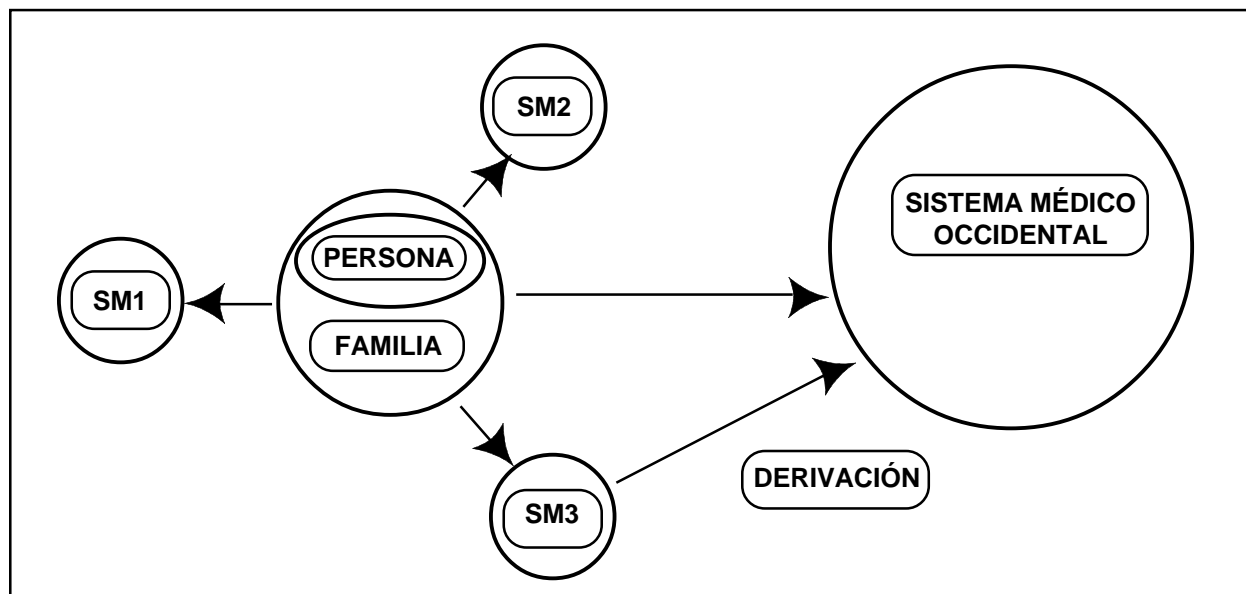 SM2
SISTEMA MÉDICO
OCCIDENTAL
PERSONA
SM1
FAMILIA
DERIVACIÓN
SM3